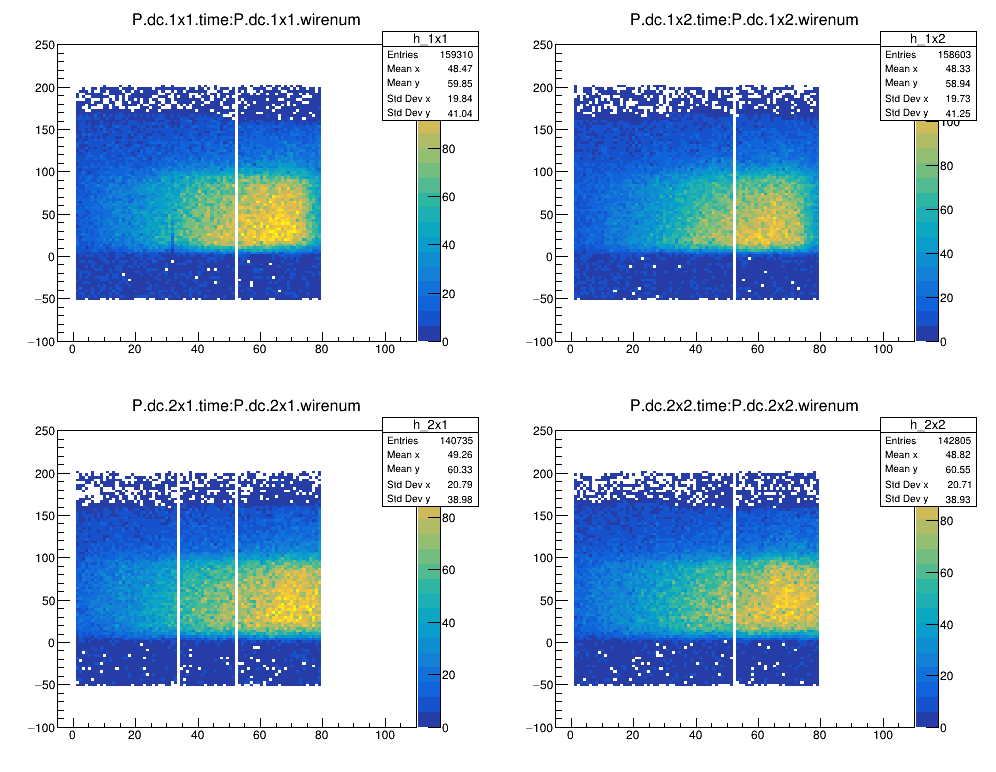 P.dc.1x1.time:P.dc.1x1.wirenum
h_1x1
Entries 159310
Mean x 48.47
Mean y 59.85
Std Dev x 19.84
Std Dev y 41.04
250
200
150
100
50
0
−50
−100
0 20 40 60 80 100
80
60
40
20
0
P.dc.1x2.time:P.dc.1x2.wirenum
h_1x2
Entries 158603
Mean x 48.33
Mean y 58.94
Std Dev x 19.73
Std Dev y 41.25
250
200
150
100
50
0
−50
−100
0 20 40 60 80 100
100
80
60
40
20
0
P.dc.2x1.time:P.dc.2x1.wirenum
h_2x1
Entries 140735
Mean x 49.26
Mean y 60.33
Std Dev x 20.79
Std Dev y 38.98
250
200
150
100
50
0
−50
−100
0 20 40 60 80 100
80
60
40
20
0
P.dc.2x2.time:P.dc.2x2.wirenum
h_2x2
Entries 142805
Mean x 48.82
Mean y 60.55
Std Dev x 20.71
Std Dev y 38.93
250
200
150
100
50
0
−50
−100
0 20 40 60 80 100
80
60
40
20
0